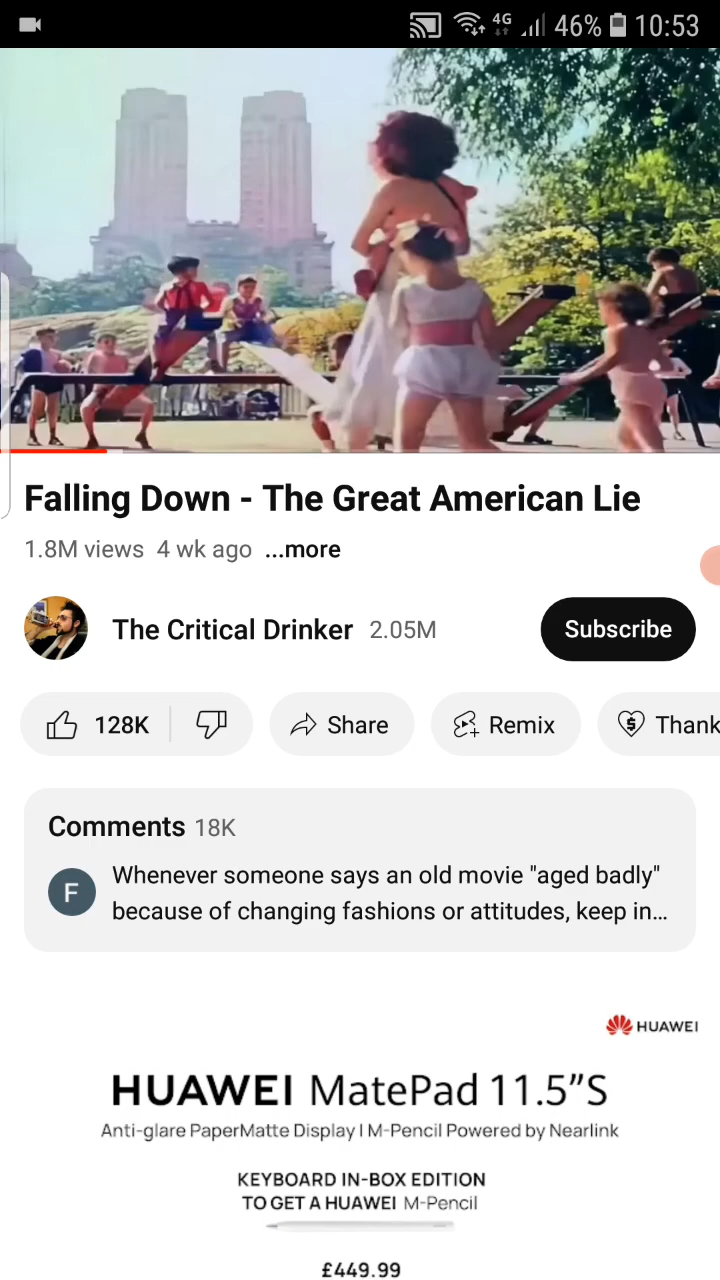 4G 46% 10:53
Falling Down - The Great American Lie
1.8M views 4 wk ago ...more
The Critical Drinker 2.05M Subscribe
128K Share Remix Thank
Comments 18K
F
Whenever someone says an old movie "aged badly"
because of changing fashions or attitudes, keep in...
HUAWEI
HUAWEI MatePad 11.5”S
Anti-glare PaperMatte Display | M-Pencil Powered by Nearlink
KEYBOARD IN-BOX EDITION
TO GET A HUAWEI M-Pencil
£449.99